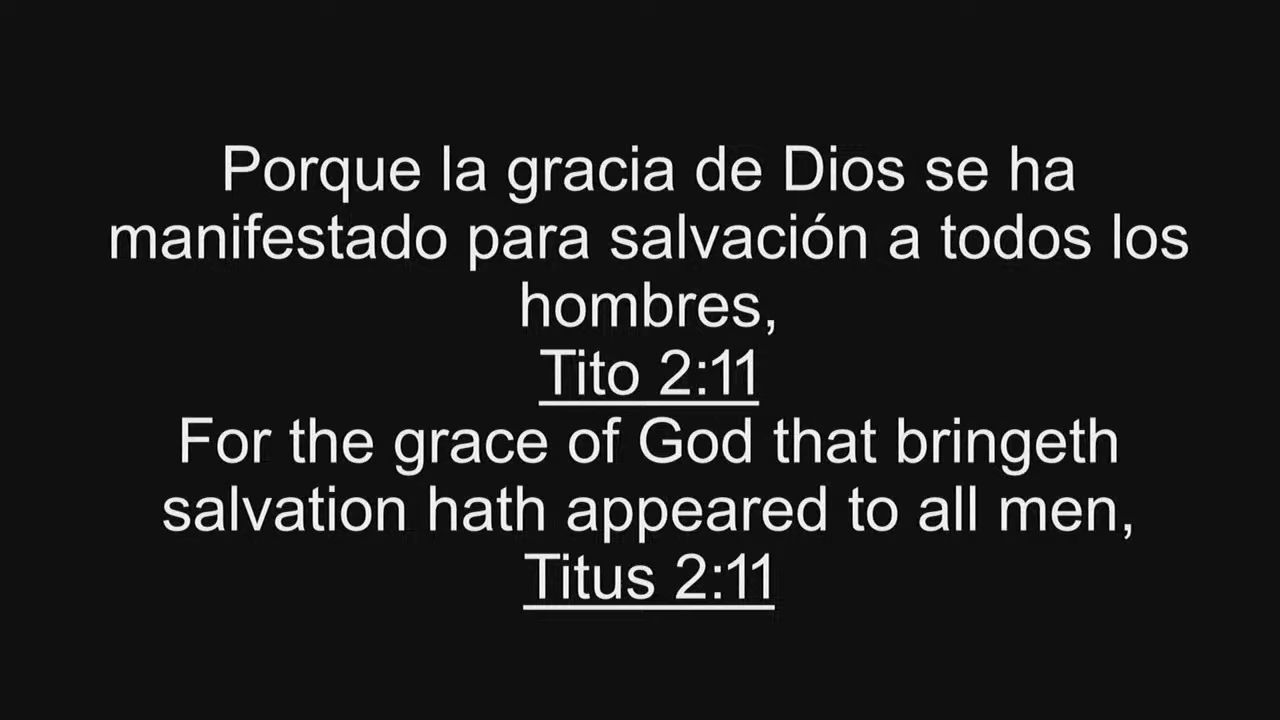 Porque la gracia de Dios se ha
manifestado para salvación a todos los
hombres,
Tito 2:11
For the grace of God that bringeth
salvation hath appeared to all men,
Titus 2:11